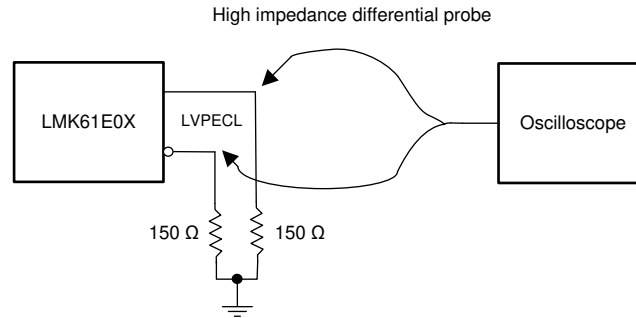 High impedance differential probe
LMK61E0X
LVPECL
Oscilloscope
150 Ω
150 Ω